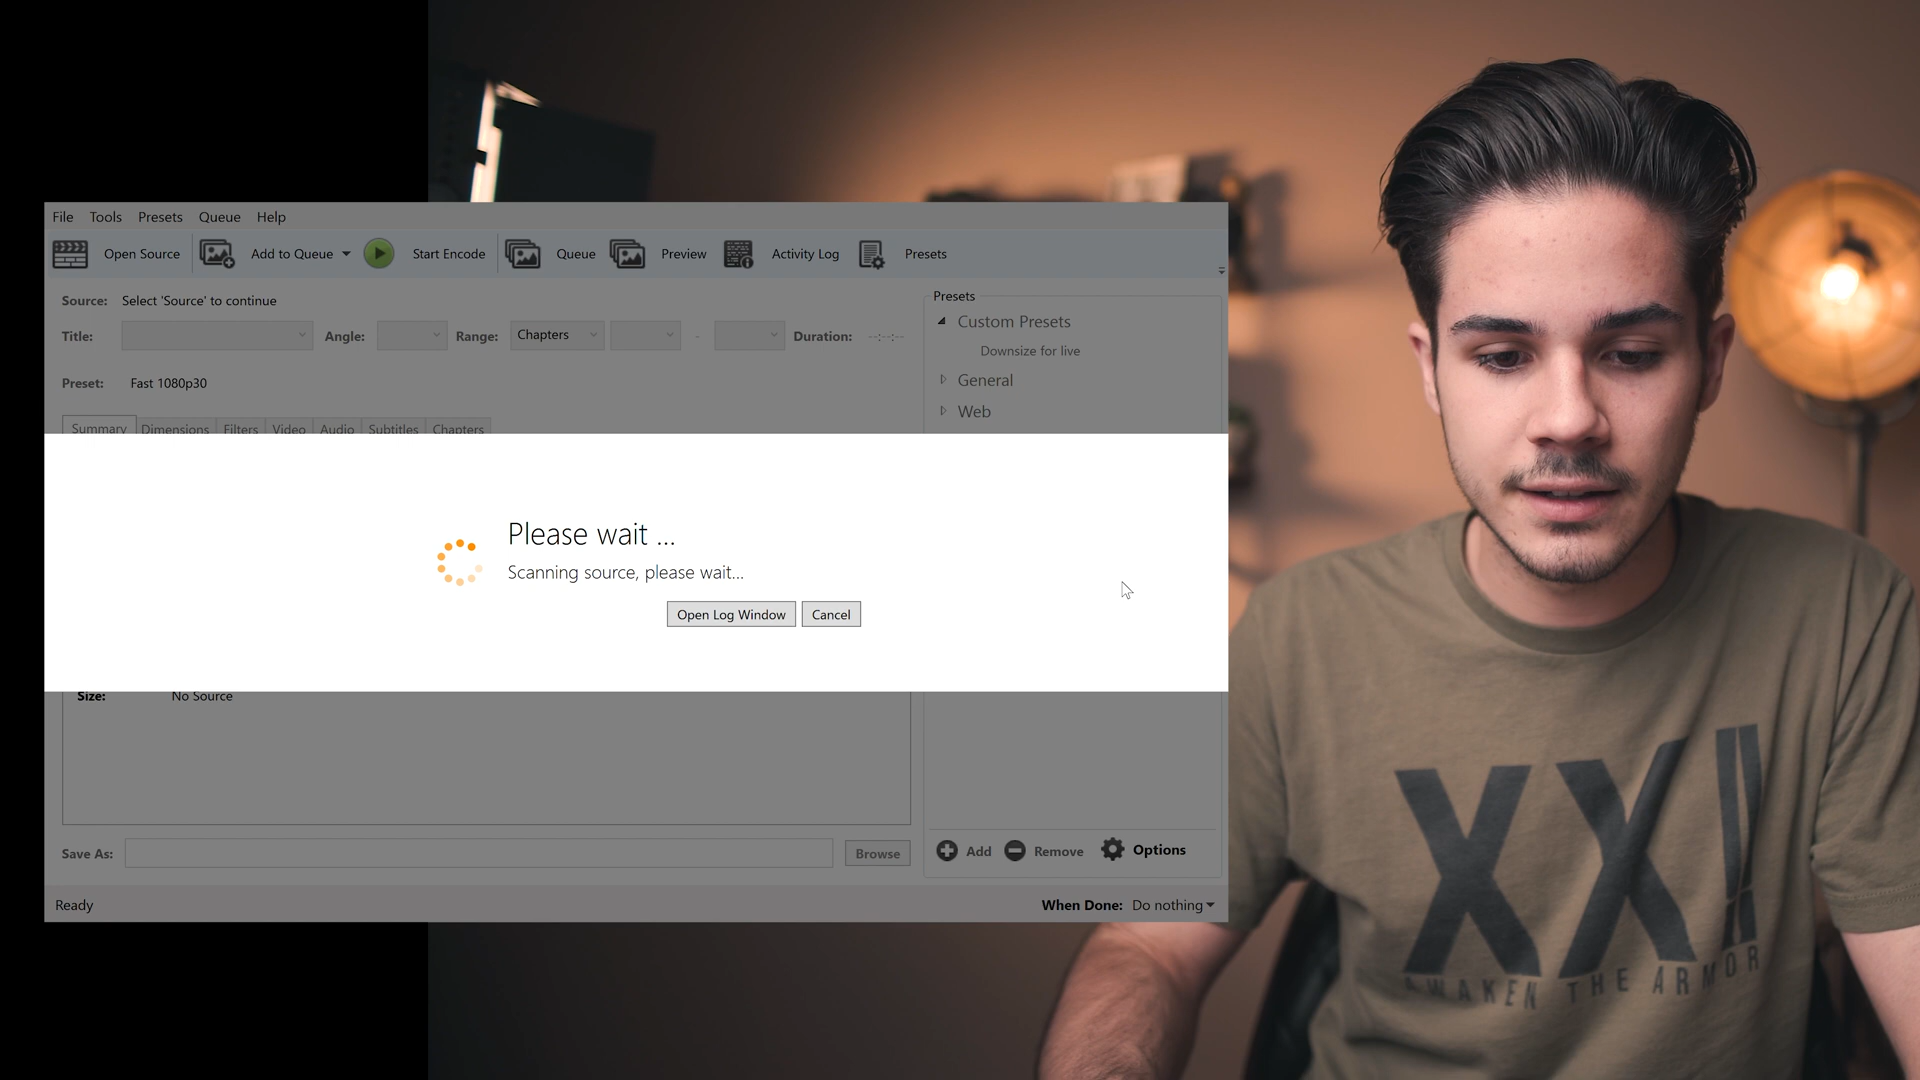 File Tools Presets Queue Help
Open Source Add to Queue Start Encode Queue Preview Activity Log Presets
Source: Select 'Source' to continue
Title: Angle: Range: Chapters - Duration: --:--:--
Preset: Fast 1080p30
Summary Dimensions Filters Video Audio Subtitles Chapters
Presets
Custom Presets
Downsize for live
General
Web
Please wait ...
Scanning source, please wait...
Open Log Window Cancel
Size: No Source
Save As: Browse
Add Remove Options
Ready When Done: Do nothing
XXII
AWAKEN THE ARMOR